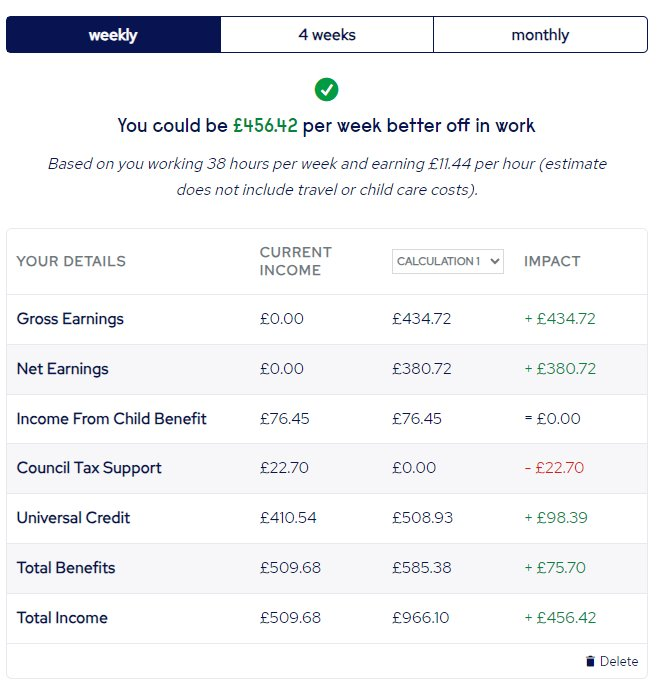 weekly 4 weeks monthly
You could be £456.42 per week better off in work
Based on you working 38 hours per week and earning £11.44 per hour (estimate
does not include travel or child care costs).
YOUR DETAILS CURRENT INCOME CALCULATION 1 IMPACT
Gross Earnings £0.00 £434.72 + £434.72
Net Earnings £0.00 £380.72 + £380.72
Income From Child Benefit £76.45 £76.45 = £0.00
Council Tax Support £22.70 £0.00 - £22.70
Universal Credit £410.54 £508.93 + £98.39
Total Benefits £509.68 £585.38 + £75.70
Total Income £509.68 £966.10 + £456.42
Delete